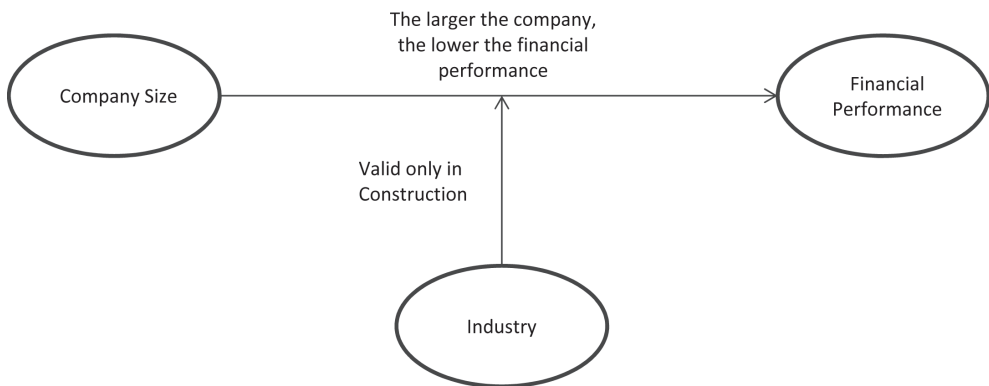 The larger the company,
the lower the financial
performance
Company Size
Financial
Performance
Valid only in
Construction
Industry